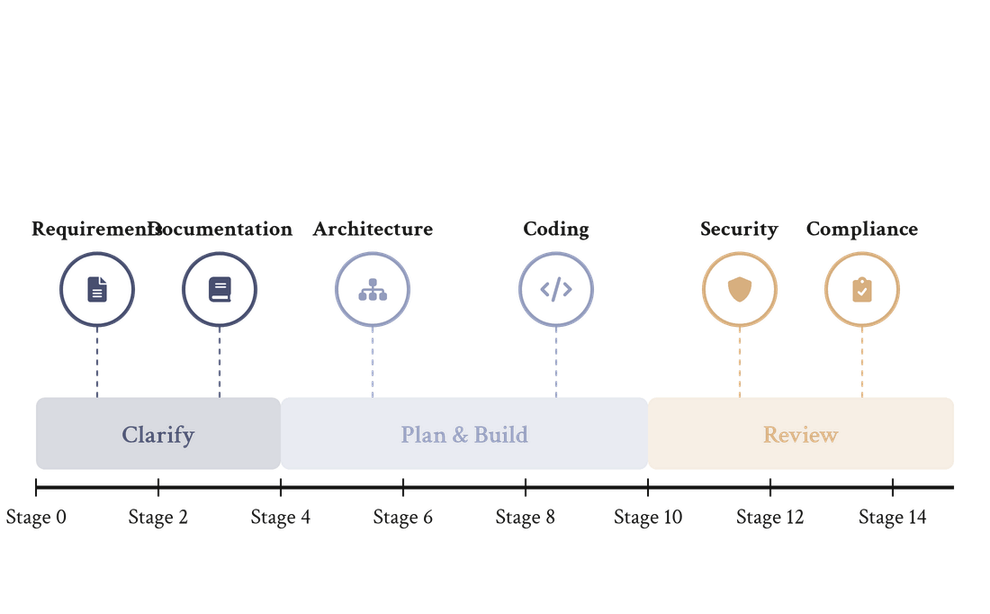 Requirements Documentation Architecture Coding Security Compliance
Clarify Plan & Build Review
Stage 0 Stage 2 Stage 4 Stage 6 Stage 8 Stage 10 Stage 12 Stage 14